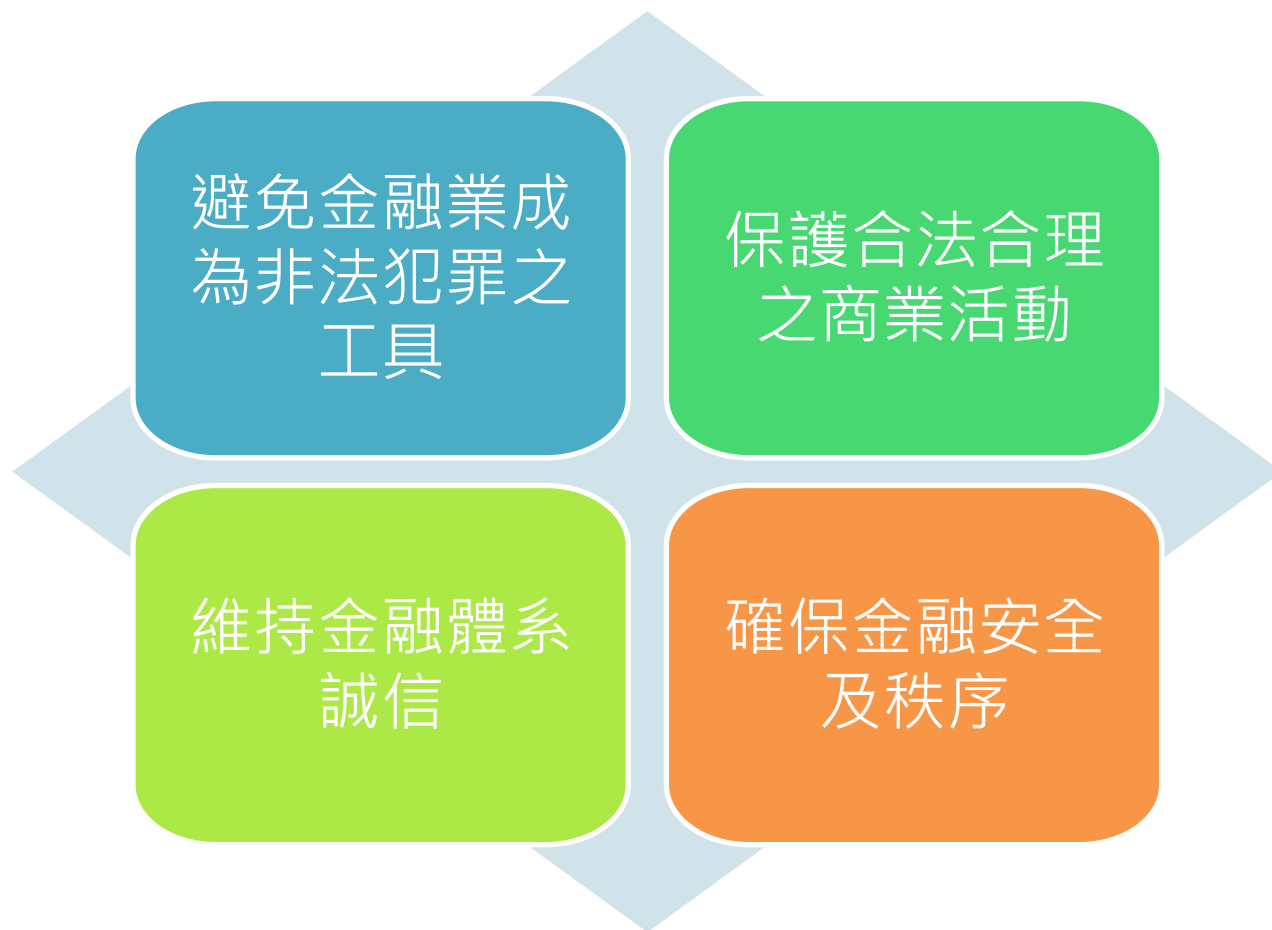 避免金融業成
為非法犯罪之
工具
保護合法合理
之商業活動
維持金融體系
誠信
確保金融安全
及秩序